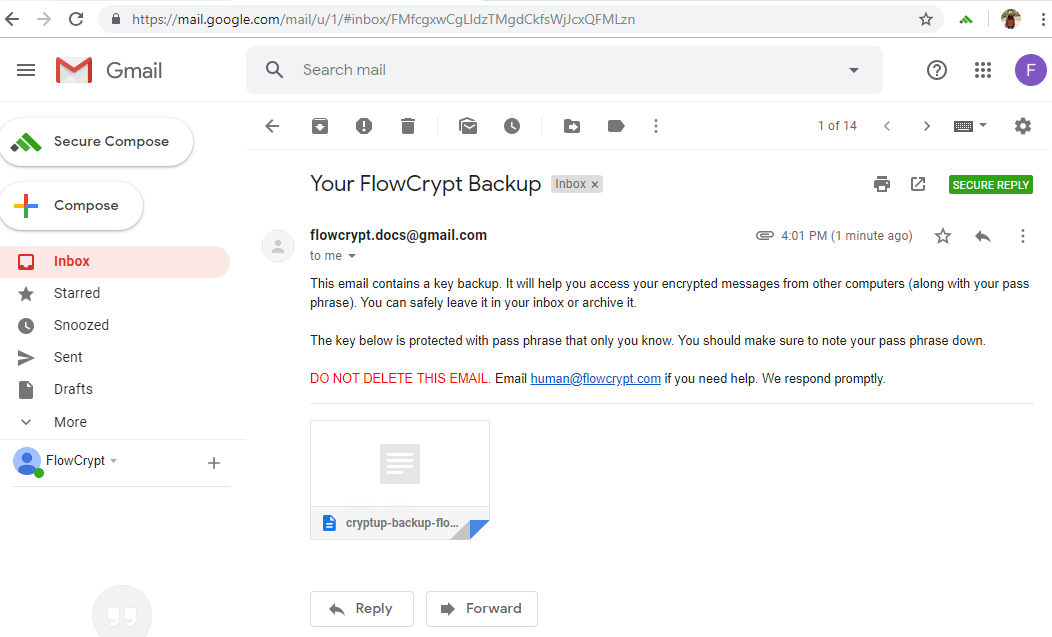 https://mail.google.com/mail/u/1/#inbox/FMfcgxwCgLldzTMgdCkfsWjJcxQFMLzn
Gmail
Search mail
F
Secure Compose
1 of 14
Compose
Your FlowCrypt Backup
Inbox x
SECURE REPLY
flowcrypt.docs@gmail.com
4:01 PM (1 minute ago)
to me
Inbox
Starred
Snoozed
Sent
Drafts
More
FlowCrypt
This email contains a key backup. It will help you access your encrypted messages from other computers (along with your pass
phrase). You can safely leave it in your inbox or archive it.
The key below is protected with pass phrase that only you know. You should make sure to note your pass phrase down.
DO NOT DELETE THIS EMAIL. Email human@flowcrypt.com if you need help. We respond promptly.
cryptup-backup-flo...
Reply
Forward